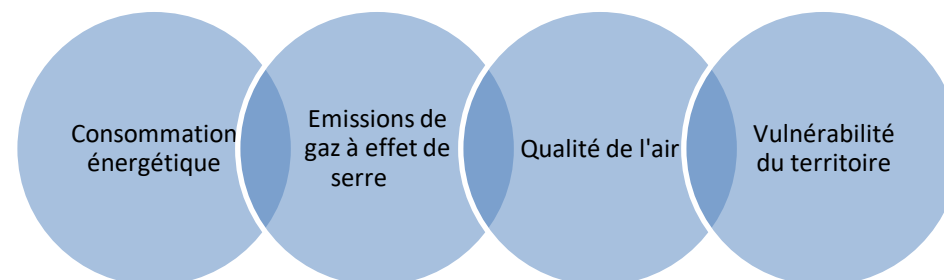 Consommation
énergétique
Emissions de
gaz à effet de
serre
Qualité de l'air
Vulnérabilité
du territoire